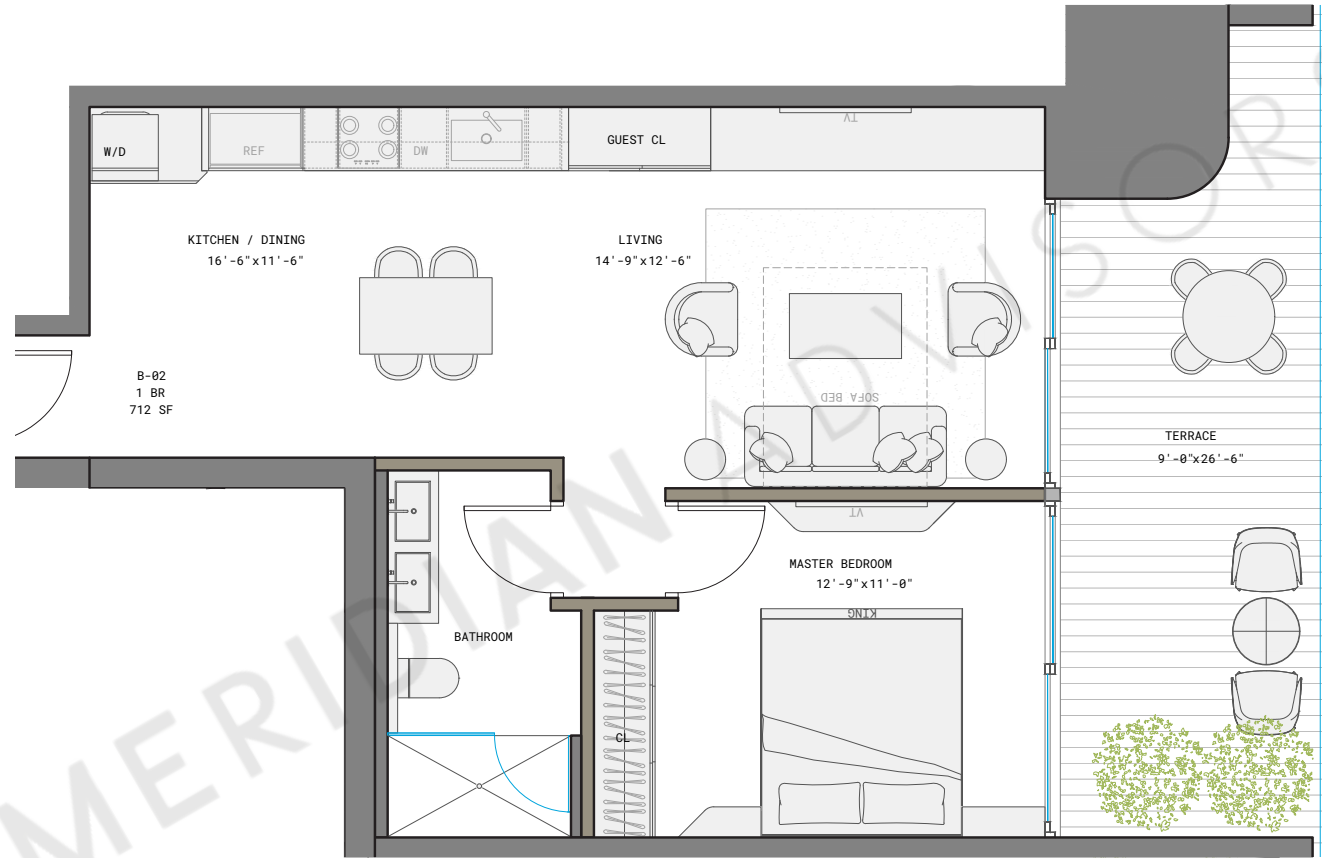 TV
W/D
REF
DW
GUEST CL
KITCHEN / DINING
16'-6"x11'-6"
LIVING
14'-9"x12'-6"
B-02
1 BR
712 SF
SOFA BED
TERRACE
9'-0"x26'-6"
TV
MASTER BEDROOM
12'-9"x11'-0"
KING
BATHROOM
CL
MERIDIAN ADVISOR